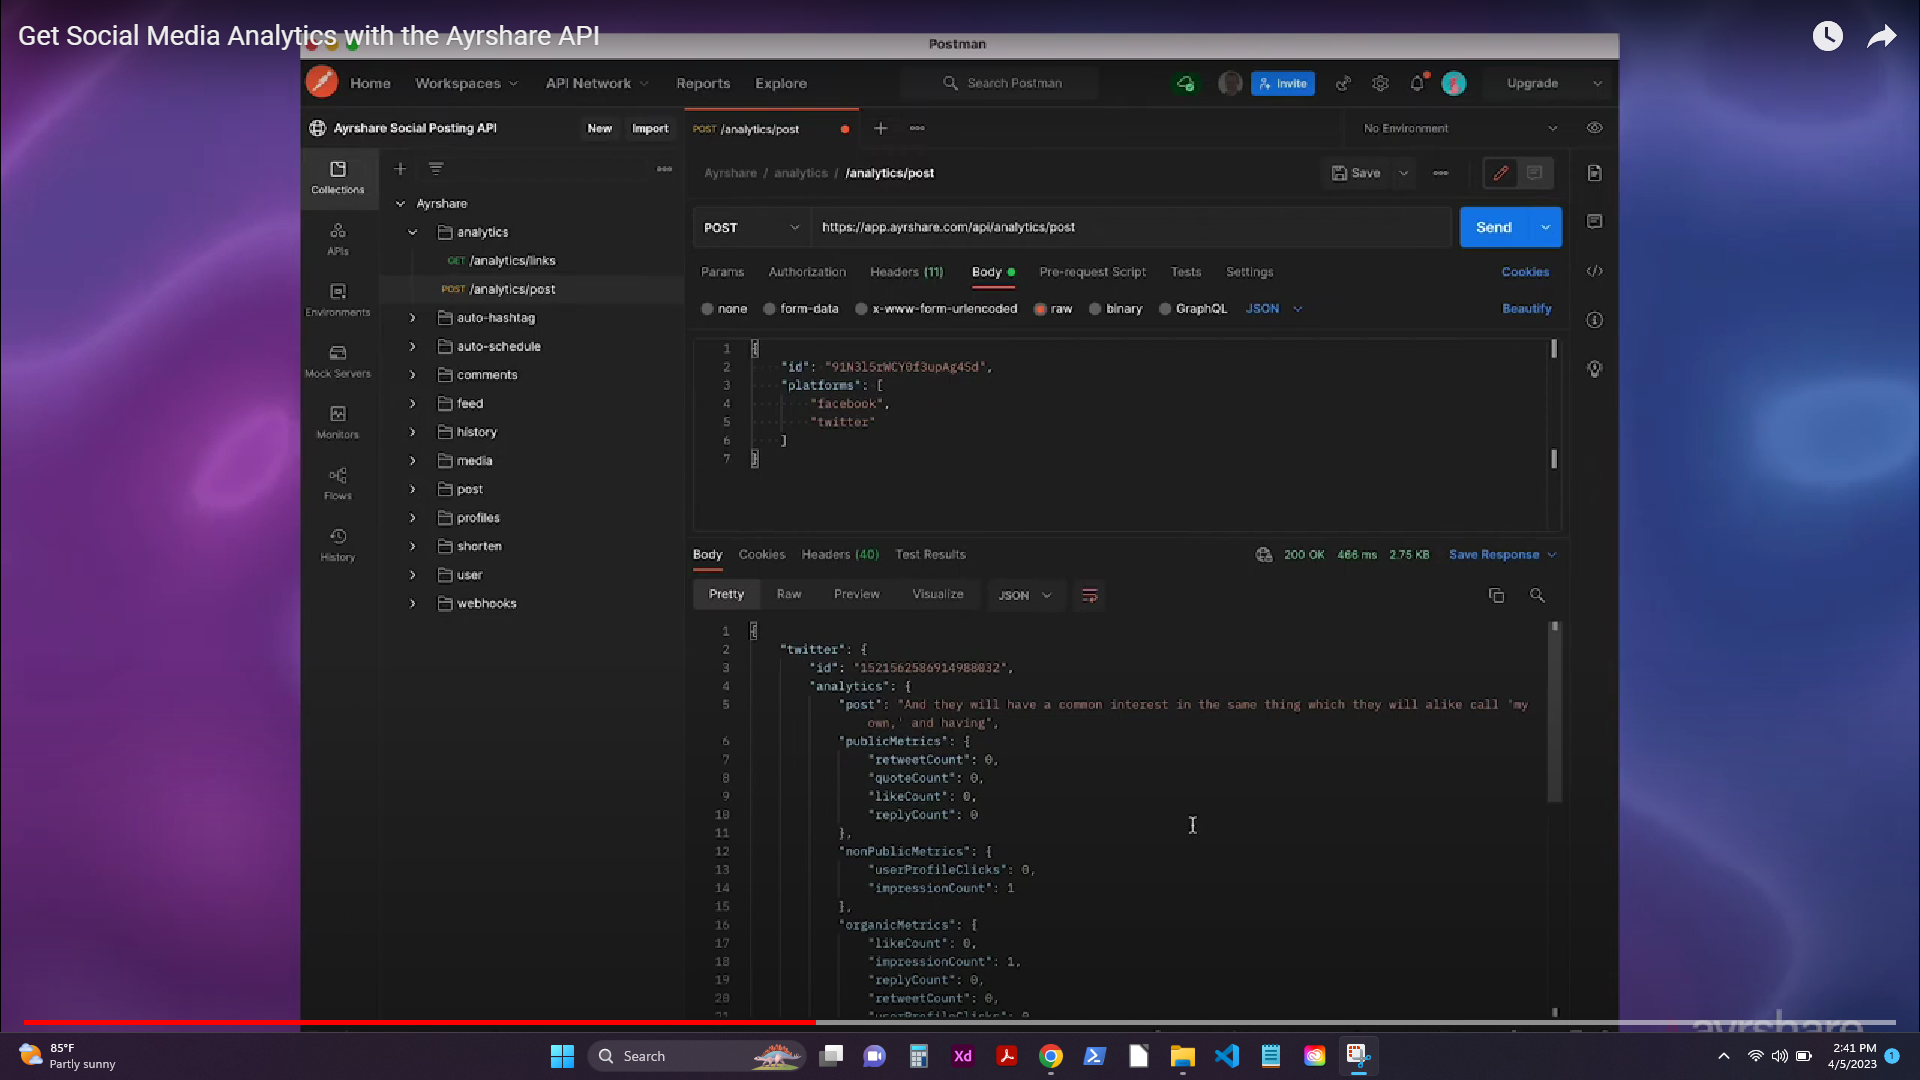 Get Social Media Analytics with the Ayrshare API
Postman
Home Workspaces API Network Reports Explore Search Postman Invite Upgrade
Ayrshare Social Posting API New Import POST /analytics/post No Environment
Ayrshare / analytics / /analytics/post Save
Collections
APIs
Environments
Mock Servers
Monitors
Flows
History
Ayrshare
analytics
GET /analytics/links
POST /analytics/post
auto-hashtag
auto-schedule
comments
feed
history
media
post
profiles
shorten
user
webhooks
POST https://app.ayrshare.com/api/analytics/post Send
Params Authorization Headers (11) Body Pre-request Script Tests Settings Cookies
none form-data x-www-form-urlencoded raw binary GraphQL JSON Beautify
1 {
2 "id": "91N3l5rWCY0f3upAg4Sd",
3 "platforms": [
4 "facebook",
5 "twitter"
6 ]
7 }
Body Cookies Headers (40) Test Results 200 OK 466 ms 2.75 KB Save Response
Pretty Raw Preview Visualize JSON
1 {
2 "twitter": {
3 "id": "1521562586914988032",
4 "analytics": {
5 "post": "And they will have a common interest in the same thing which they will alike call 'my
own,' and having",
6 "publicMetrics": {
7 "retweetCount": 0,
8 "quoteCount": 0,
9 "likeCount": 0,
10 "replyCount": 0
11 },
12 "nonPublicMetrics": {
13 "userProfileClicks": 0,
14 "impressionCount": 1
15 },
16 "organicMetrics": {
17 "likeCount": 0,
18 "impressionCount": 1,
19 "replyCount": 0,
20 "retweetCount": 0,
21 "userProfileClicks": 0
ayrshare
85°F
Partly sunny
Search
Xd
2:41 PM
4/5/2023
1